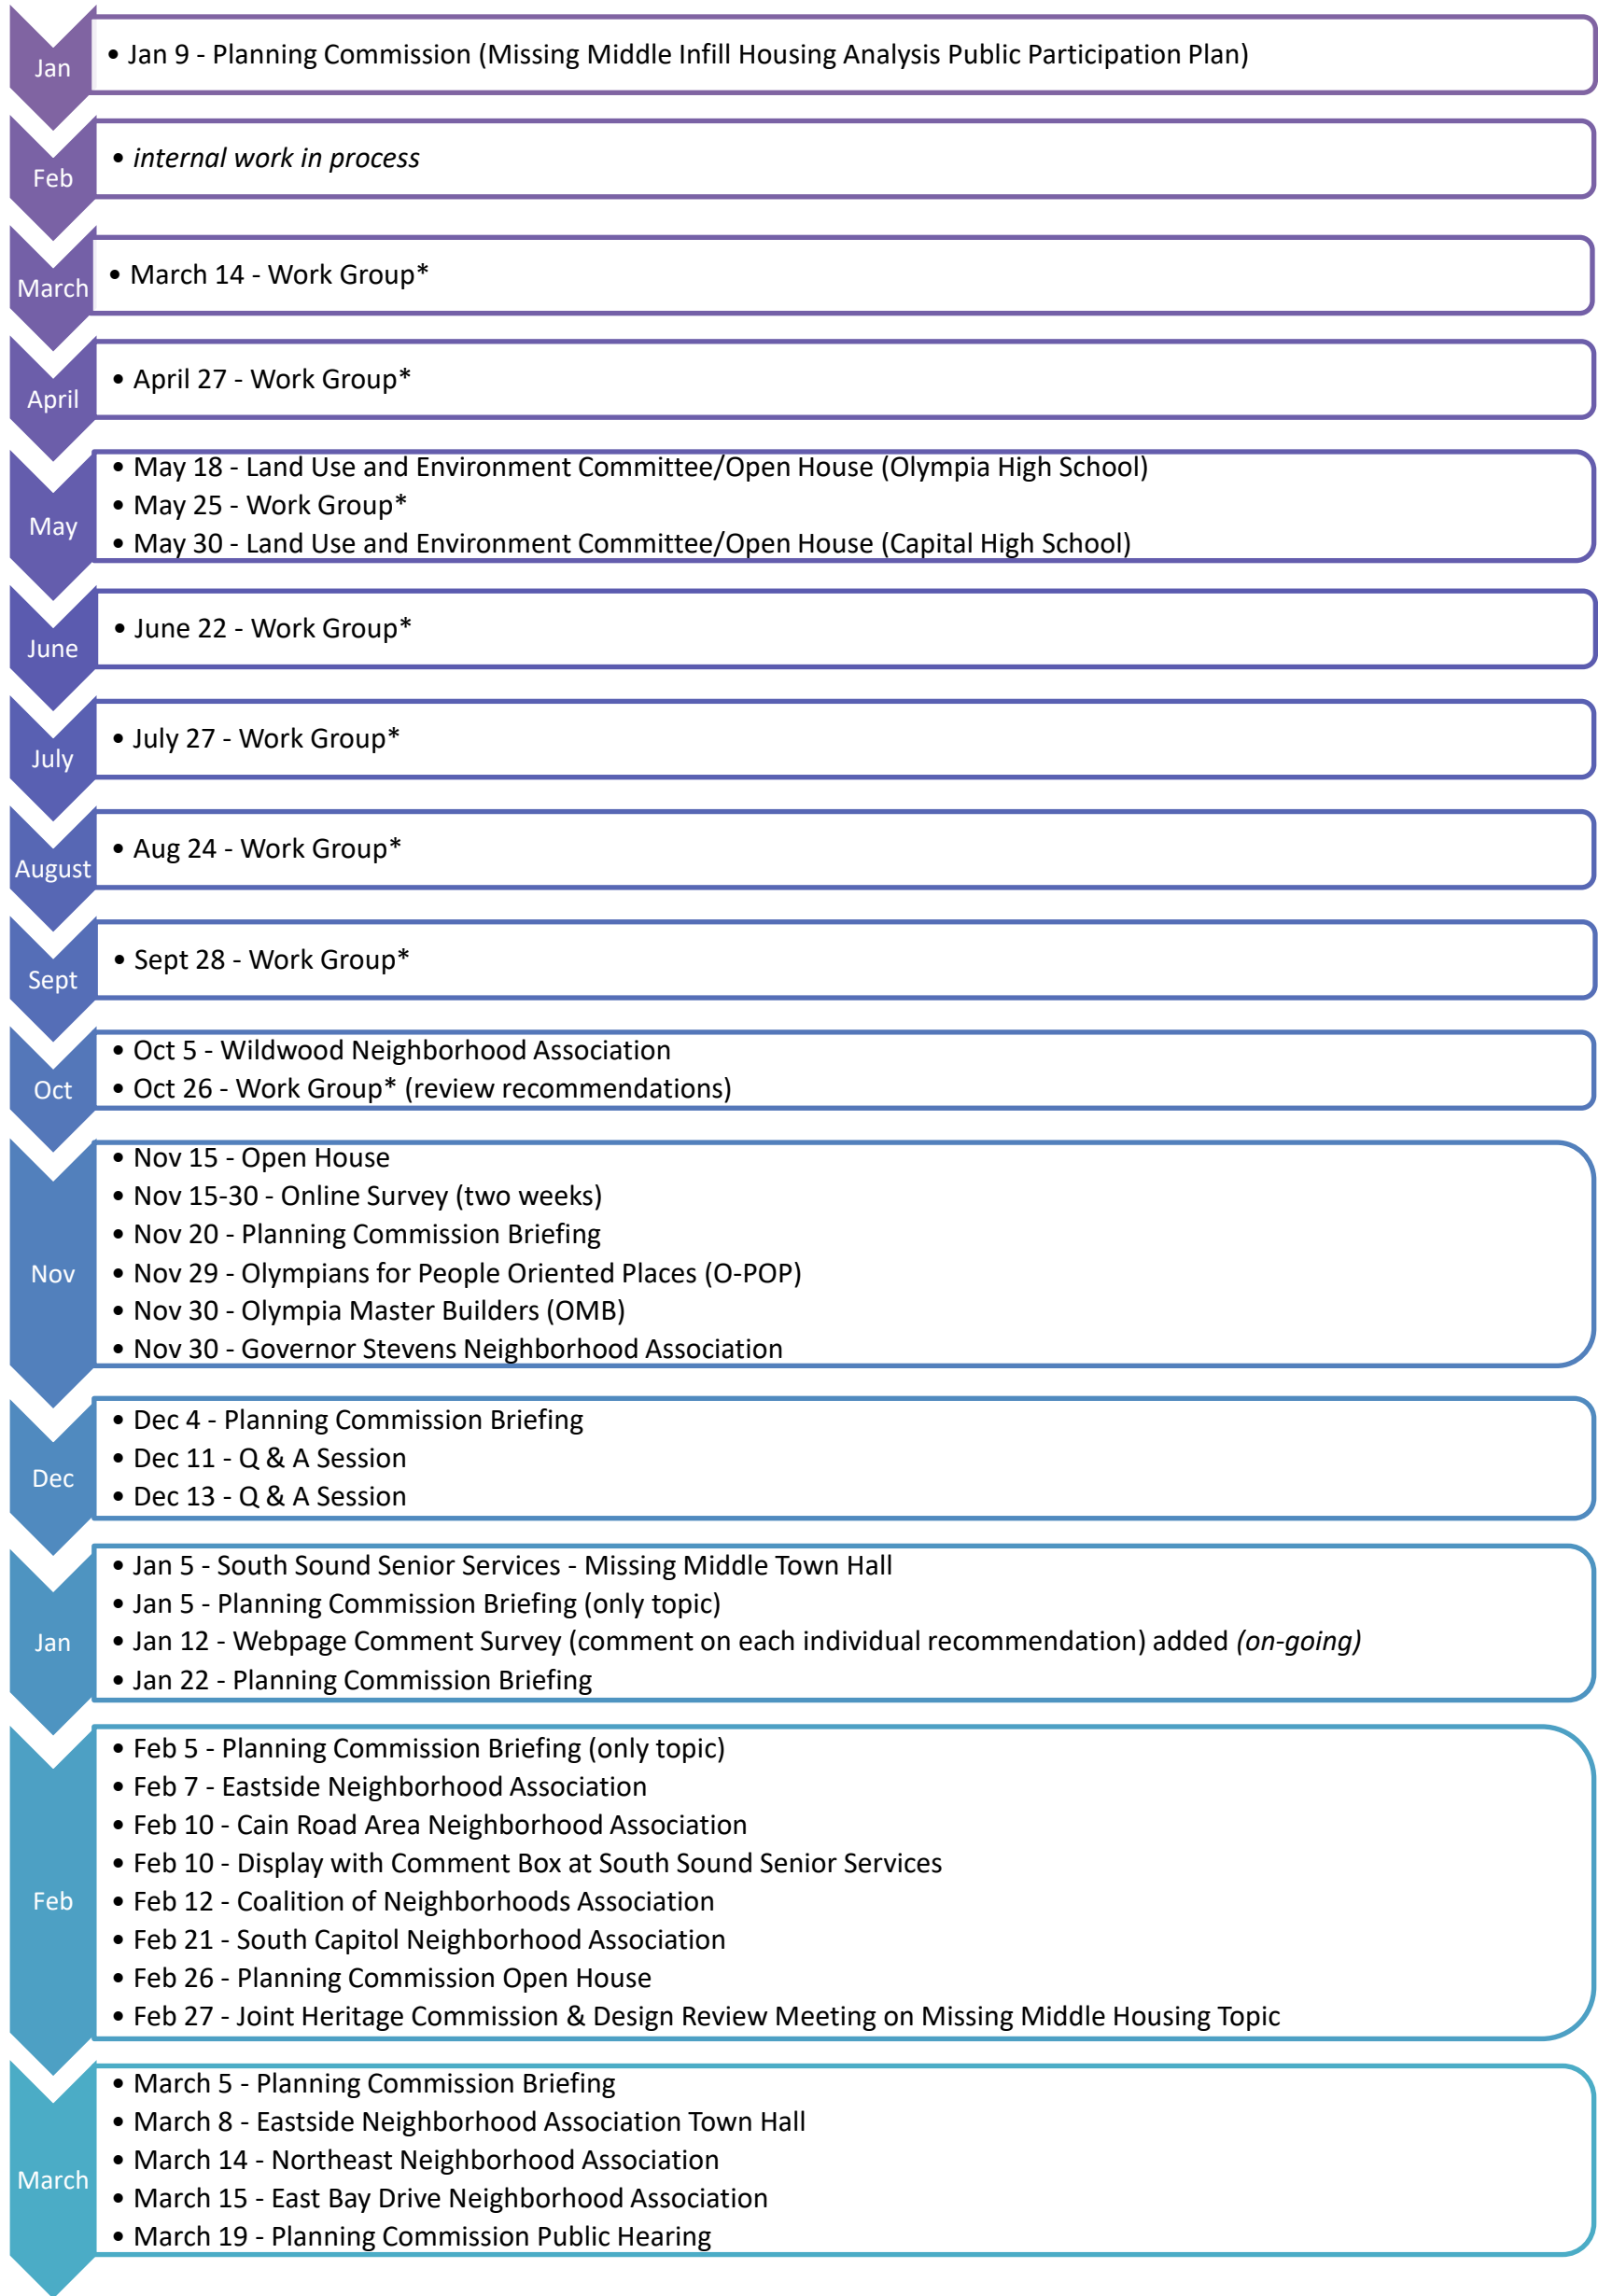 Jan
• Jan 9 - Planning Commission (Missing Middle Infill Housing Analysis Public Participation Plan)
Feb
• internal work in process
March
• March 14 - Work Group*
April
• April 27 - Work Group*
May
• May 18 - Land Use and Environment Committee/Open House (Olympia High School)
• May 25 - Work Group*
• May 30 - Land Use and Environment Committee/Open House (Capital High School)
June
• June 22 - Work Group*
July
• July 27 - Work Group*
August
• Aug 24 - Work Group*
Sept
• Sept 28 - Work Group*
Oct
• Oct 5 - Wildwood Neighborhood Association
• Oct 26 - Work Group* (review recommendations)
Nov
• Nov 15 - Open House
• Nov 15-30 - Online Survey (two weeks)
• Nov 20 - Planning Commission Briefing
• Nov 29 - Olympians for People Oriented Places (O-POP)
• Nov 30 - Olympia Master Builders (OMB)
• Nov 30 - Governor Stevens Neighborhood Association
Dec
• Dec 4 - Planning Commission Briefing
• Dec 11 - Q & A Session
• Dec 13 - Q & A Session
Jan
• Jan 5 - South Sound Senior Services - Missing Middle Town Hall
• Jan 5 - Planning Commission Briefing (only topic)
• Jan 12 - Webpage Comment Survey (comment on each individual recommendation) added (on-going)
• Jan 22 - Planning Commission Briefing
Feb
• Feb 5 - Planning Commission Briefing (only topic)
• Feb 7 - Eastside Neighborhood Association
• Feb 10 - Cain Road Area Neighborhood Association
• Feb 10 - Display with Comment Box at South Sound Senior Services
• Feb 12 - Coalition of Neighborhoods Association
• Feb 21 - South Capitol Neighborhood Association
• Feb 26 - Planning Commission Open House
• Feb 27 - Joint Heritage Commission & Design Review Meeting on Missing Middle Housing Topic
March
• March 5 - Planning Commission Briefing
• March 8 - Eastside Neighborhood Association Town Hall
• March 14 - Northeast Neighborhood Association
• March 15 - East Bay Drive Neighborhood Association
• March 19 - Planning Commission Public Hearing